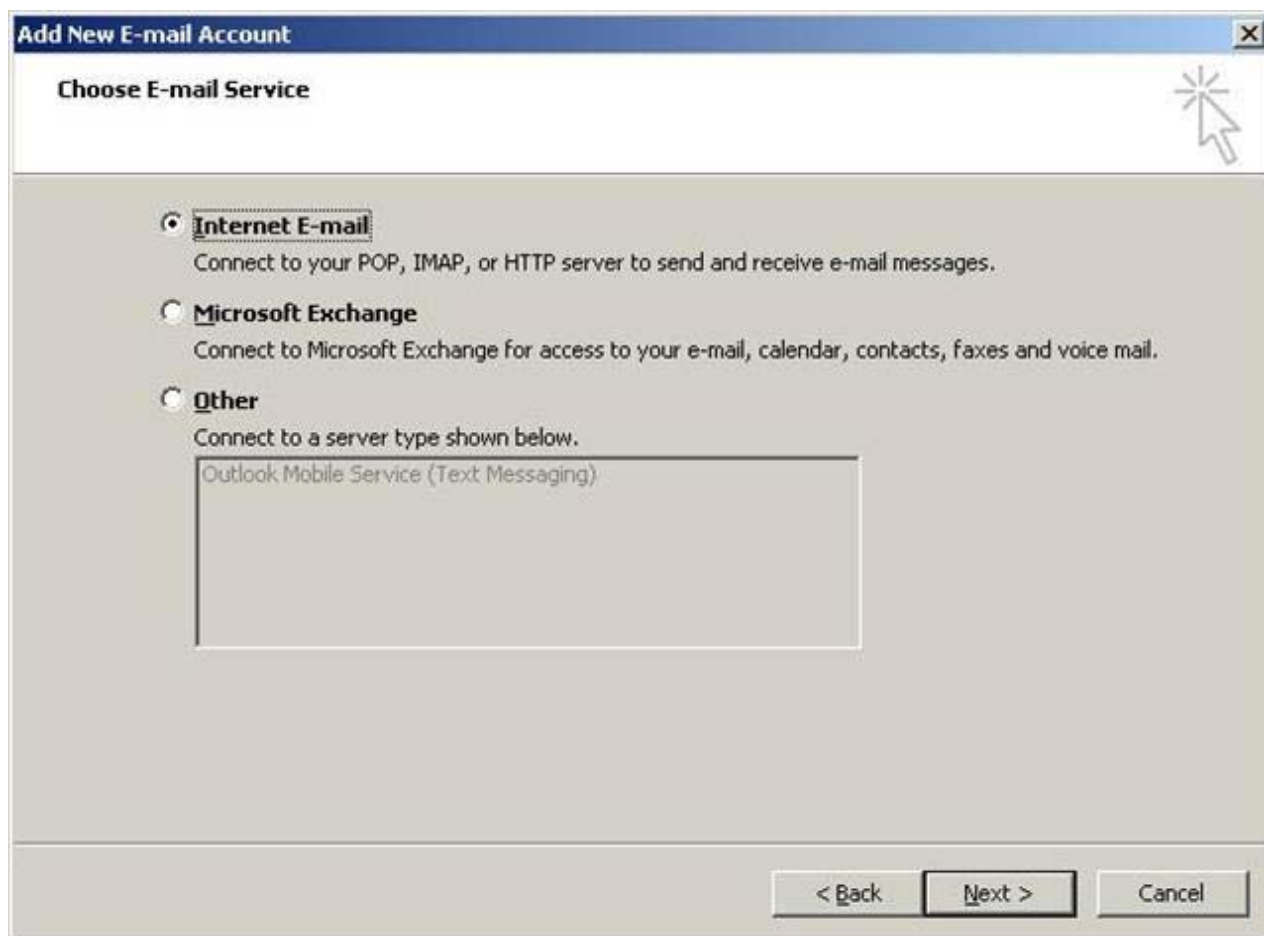 Add New E-mail Account
Choose E-mail Service
Internet E-mail
Connect to your POP, IMAP, or HTTP server to send and receive e-mail messages.
Microsoft Exchange
Connect to Microsoft Exchange for access to your e-mail, calendar, contacts, faxes and voice mail.
Other
Connect to a server type shown below.
Outlook Mobile Service (Text Messaging)
< Back Next > Cancel